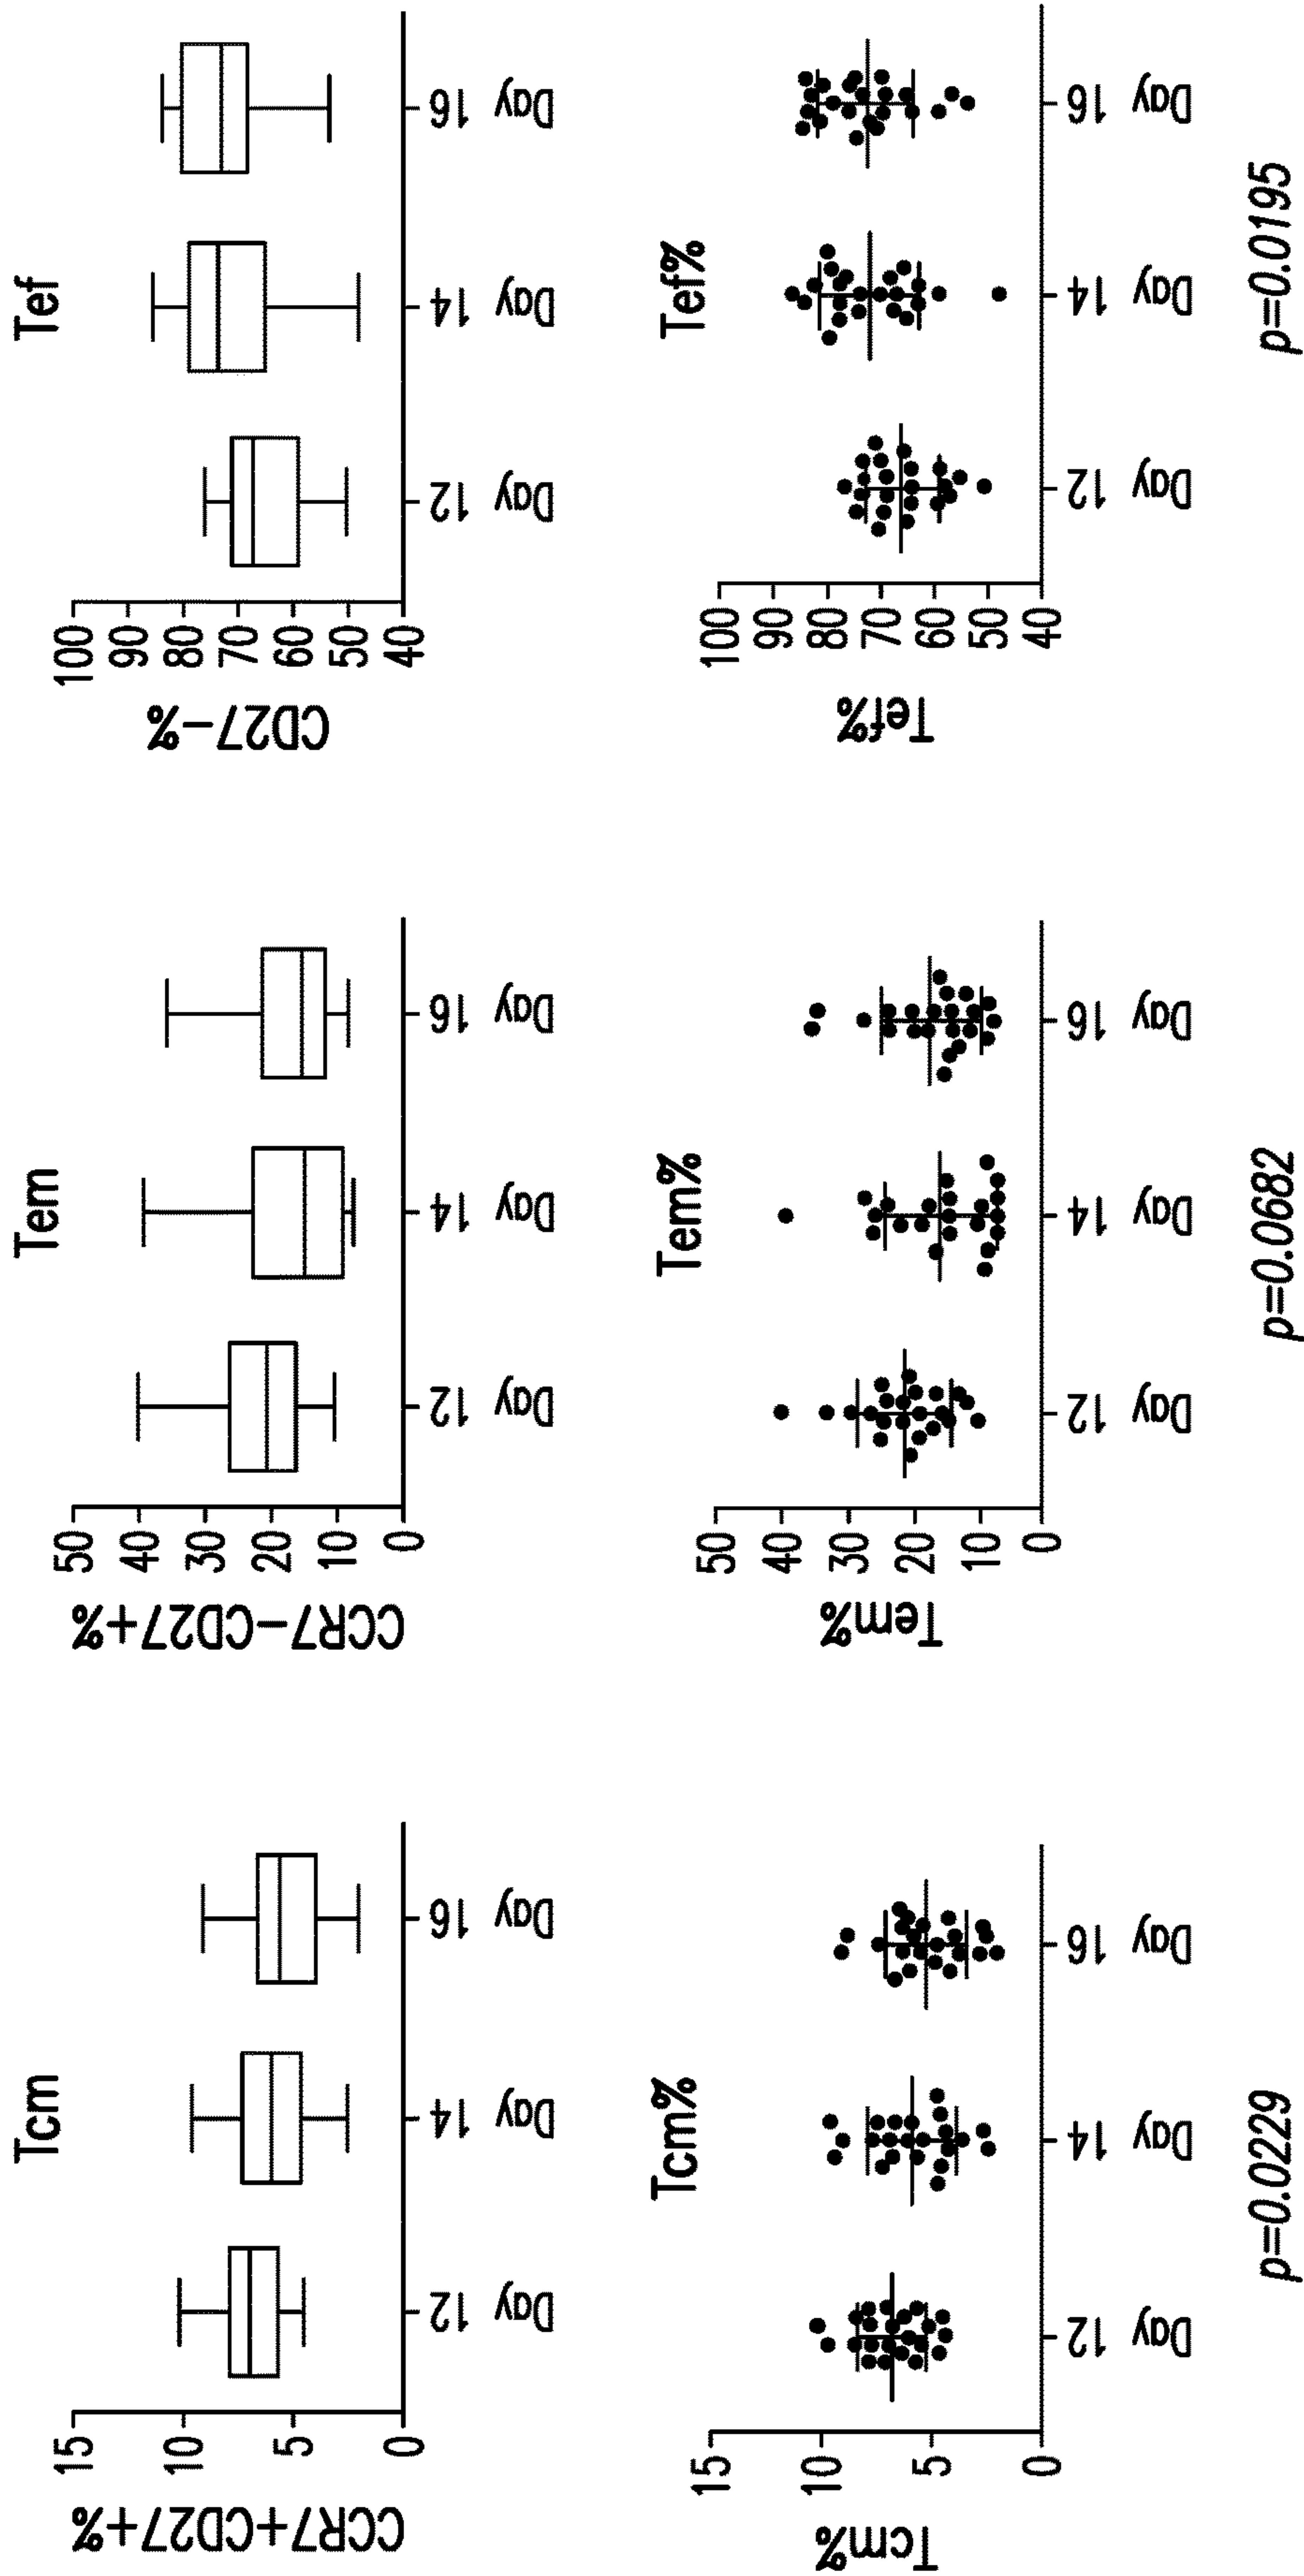 Tcm
CCR7+CD27+%
15
10
5
0
Day 12
Day 14
Day 16
Tem
CCR7-CD27+%
50
40
30
20
10
0
Day 12
Day 14
Day 16
Tef
CD27-%
100
90
80
70
60
50
40
Day 12
Day 14
Day 16
Tcm%
Tcm%
15
10
5
0
Day 12
Day 14
Day 16
p=0.0229
Tem%
Tem%
50
40
30
20
10
0
Day 12
Day 14
Day 16
p=0.0682
Tef%
Tef%
100
90
80
70
60
50
40
Day 12
Day 14
Day 16
p=0.0195